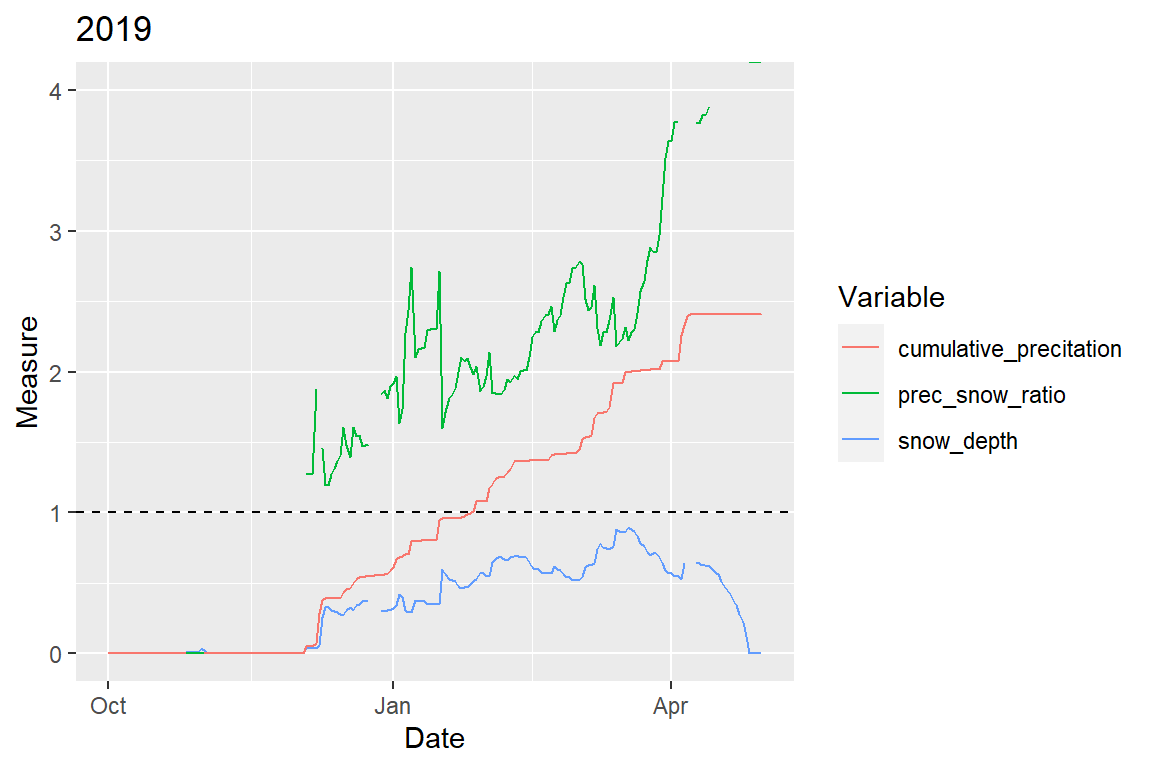 2019
Measure
4
3
2
1
0
Oct
Jan
Apr
Date
Variable
cumulative_precitation
prec_snow_ratio
snow_depth